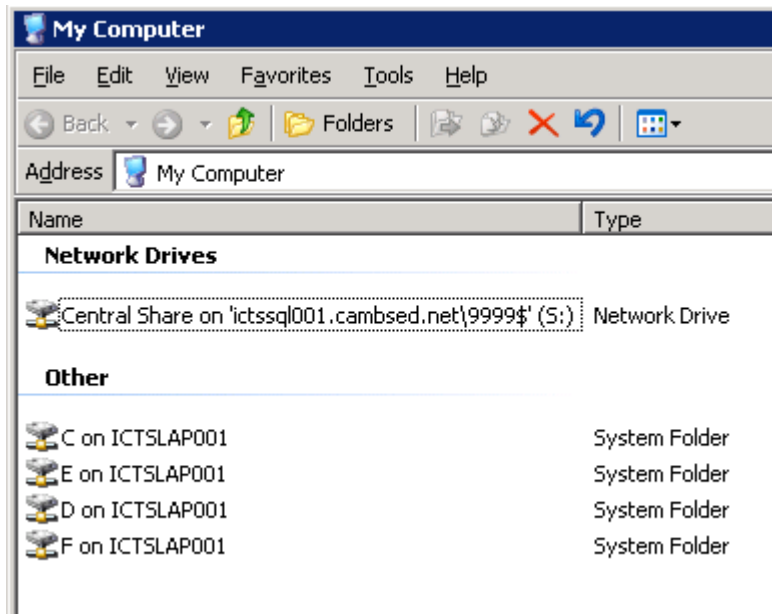 My Computer
File Edit View Favorites Tools Help
Back Folders
Address My Computer
Name Type
Network Drives
Central Share on 'ictssql001.cambsed.net\9999$' (S:) Network Drive
Other
C on ICTSLAP001 System Folder
E on ICTSLAP001 System Folder
D on ICTSLAP001 System Folder
F on ICTSLAP001 System Folder